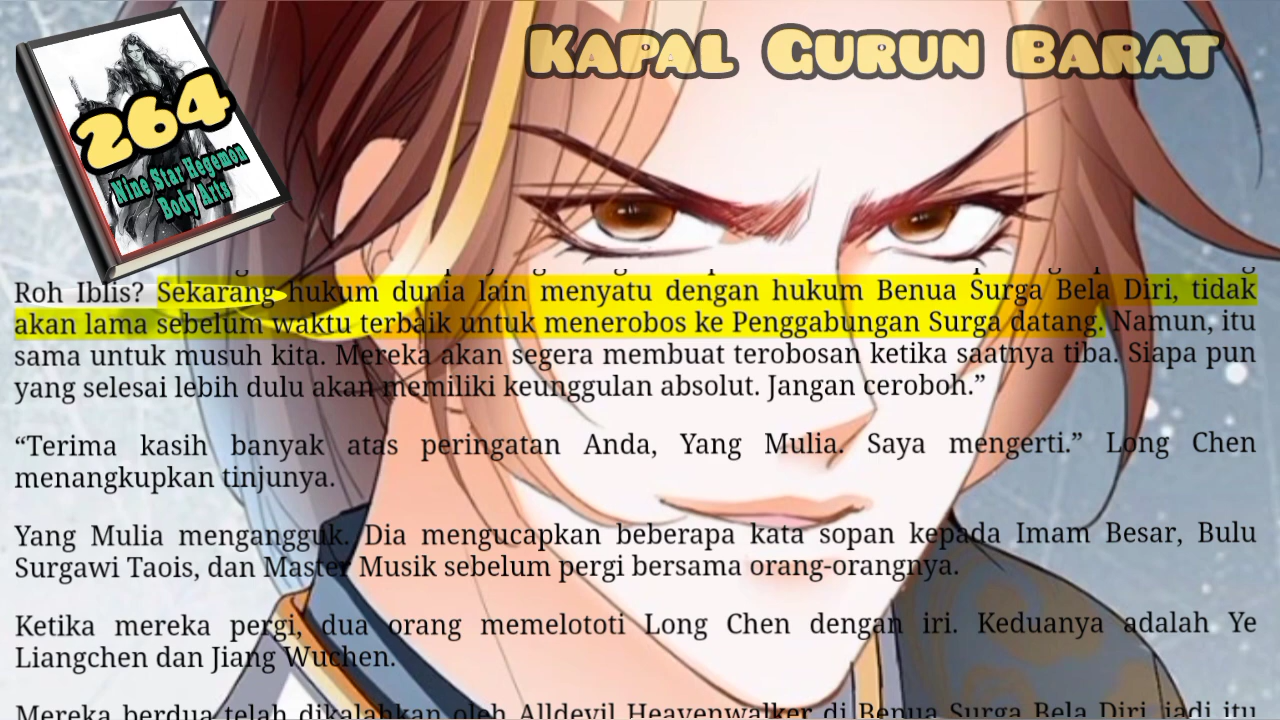 KAPAL GURUN BARAT
264
Nine Star Hegemon
Body Arts
Roh Iblis? Sekarang hukum dunia lain menyatu dengan hukum Benua Surga Bela Diri, tidak
akan lama sebelum waktu terbaik untuk menerobos ke Penggabungan Surga datang. Namun, itu
sama untuk musuh kita. Mereka akan segera membuat terobosan ketika saatnya tiba. Siapa pun
yang selesai lebih dulu akan memiliki keunggulan absolut. Jangan ceroboh.”
“Terima kasih banyak atas peringatan Anda, Yang Mulia. Saya mengerti.” Long Chen
menangkupkan tinjunya.
Yang Mulia mengangguk. Dia mengucapkan beberapa kata sopan kepada Imam Besar, Bulu
Surgawi Taois, dan Master Musik sebelum pergi bersama orang-orangnya.
Ketika mereka pergi, dua orang memelototi Long Chen dengan iri. Keduanya adalah Ye
Liangchen dan Jiang Wuchen.
Mereka berdua telah dikalahkan oleh Alldevil Heavenwalker di Benua Surga Bela Diri, jadi itu